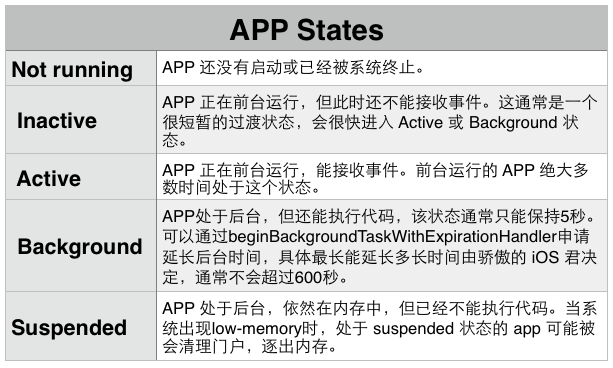 APP States
Not running
APP 还没有启动或已经被系统终止。
Inactive
APP 正在前台运行，但此时还不能接收事件。这通常是一个
很短暂的过渡状态，会很快进入 Active 或 Background 状
态。
Active
APP 正在前台运行，能接收事件。前台运行的 APP 绝大多
数时间处于这个状态。
Background
APP处于后台，但还能执行代码，该状态通常只能保持5秒。
可以通过beginBackgroundTaskWithExpirationHandler申请
延长后台时间，具体最长能延长多长时间由骄傲的 iOS 君决
定，通常不会超过600秒。
Suspended
APP 处于后台，依然在内存中，但已经不能执行代码。当系
统出现low-memory时，处于 suspended 状态的 app 可能被
会清理门户，逐出内存。